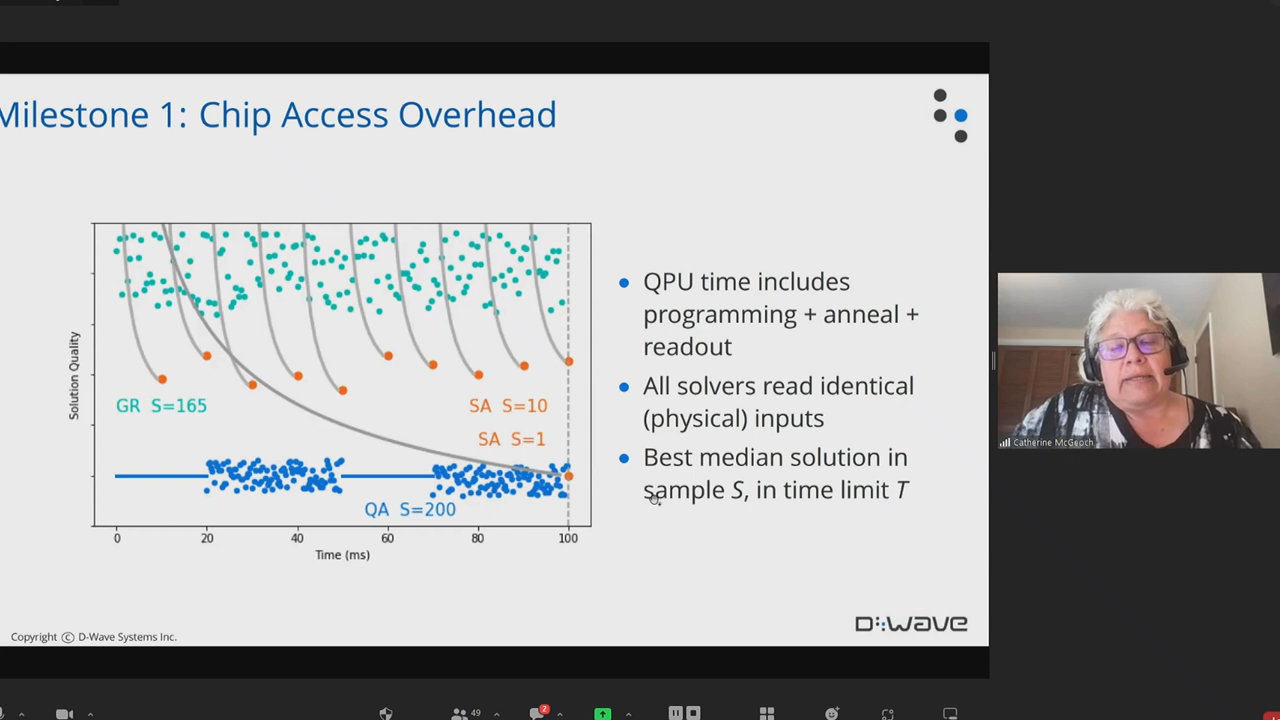 Milestone 1: Chip Access Overhead
Solution Quality
GR S=165
SA S=10
SA S=1
QA S=200
0 20 40 60 80 100
Time (ms)
QPU time includes
programming + anneal +
readout
All solvers read identical
(physical) inputs
Best median solution in
sample S, in time limit T
Copyright © D-Wave Systems Inc.
D:wave
Catherine McGeoch
49
2